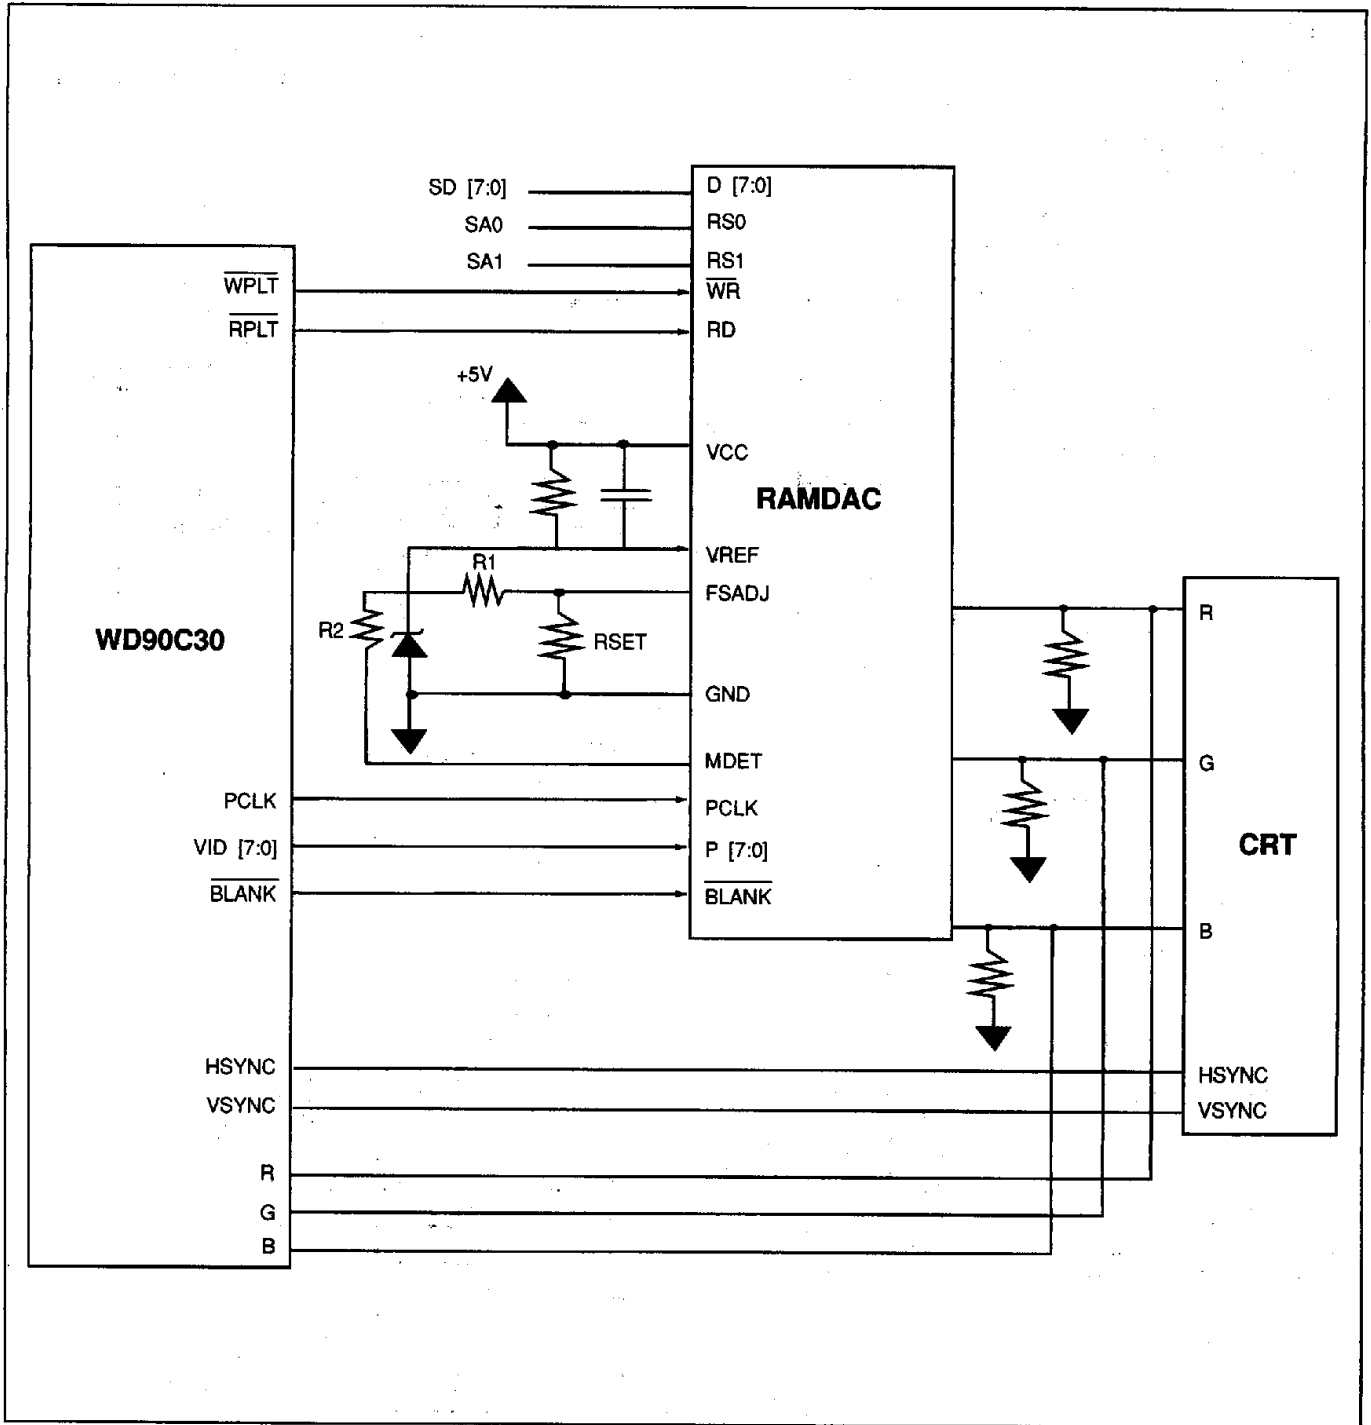 SD [7:0]
D [7:0]
SA0
RS0
SA1
RS1
WPLT
WR
RPLT
RD
+5V
VCC
RAMDAC
VREF
R1
FSADJ
R2
RSET
WD90C30
R
GND
MDET
G
PCLK
PCLK
VID [7:0]
P [7:0]
CRT
BLANK
BLANK
B
HSYNC
HSYNC
VSYNC
VSYNC
R
G
B